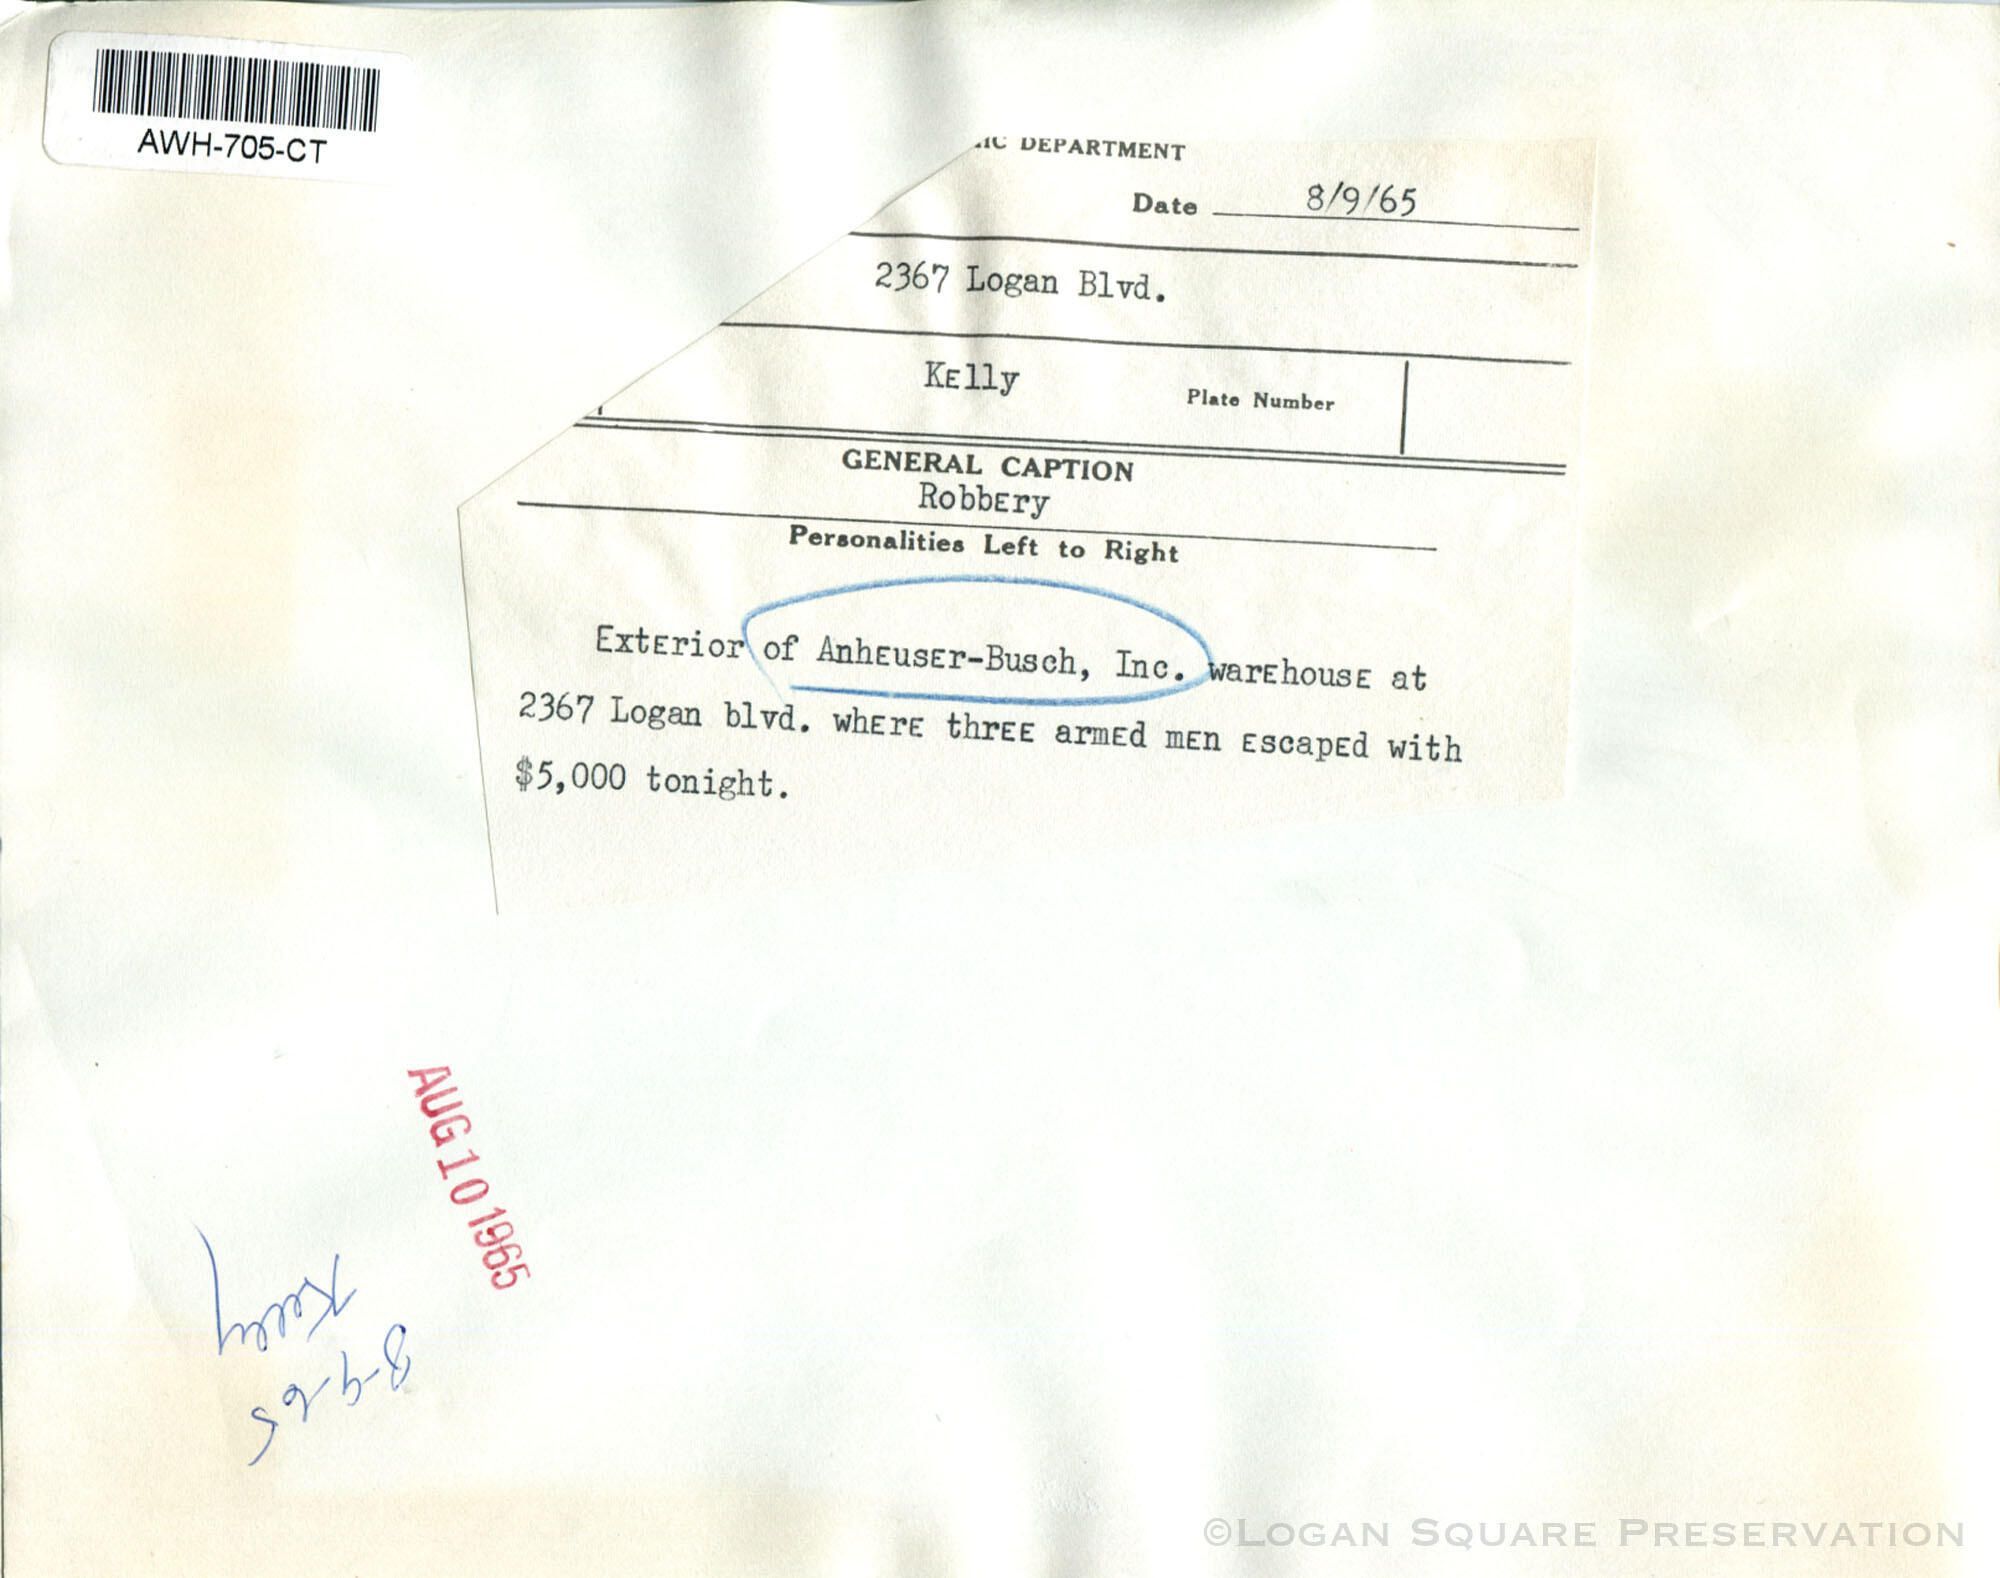 AWH-705-CT
DEPARTMENT
Date 8/9/65
2367 Logan Blvd.
Kelly Plate Number
GENERAL CAPTION
Robbery
Personalities Left to Right
Exterior of Anheuser-Busch, Inc. warehouse at
2367 Logan blvd. where three armed men escaped with
$5,000 tonight.
AUG 10 1965
Kelly
8-9-65
©LOGAN SQUARE PRESERVATION